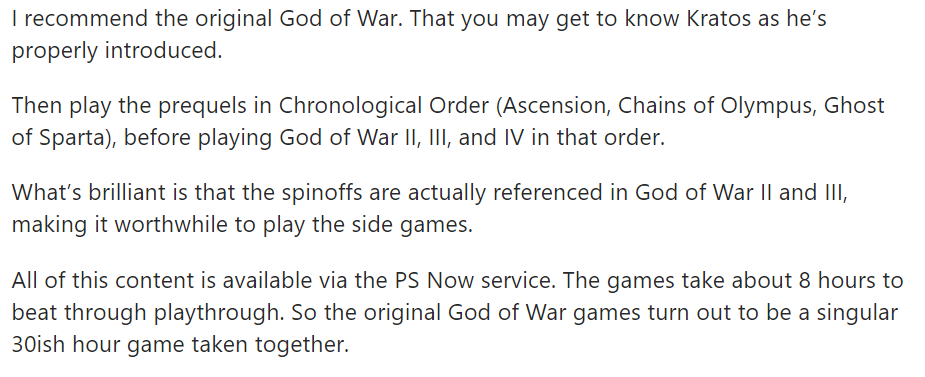 I recommend the original God of War. That you may get to know Kratos as he’s
properly introduced.
Then play the prequels in Chronological Order (Ascension, Chains of Olympus, Ghost
of Sparta), before playing God of War II, III, and IV in that order.
What’s brilliant is that the spinoffs are actually referenced in God of War II and III,
making it worthwhile to play the side games.
All of this content is available via the PS Now service. The games take about 8 hours to
beat through playthrough. So the original God of War games turn out to be a singular
30ish hour game taken together.